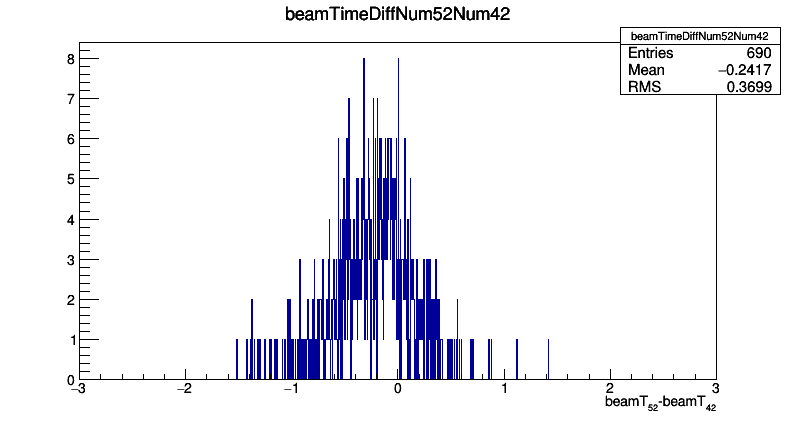 beamTimeDiffNum52Num42
beamTimeDiffNum52Num42
Entries 690
Mean −0.2417
RMS 0.3699
8
7
6
5
4
3
2
1
0
−3 −2 −1 0 1 2 3
beamT52-beamT42